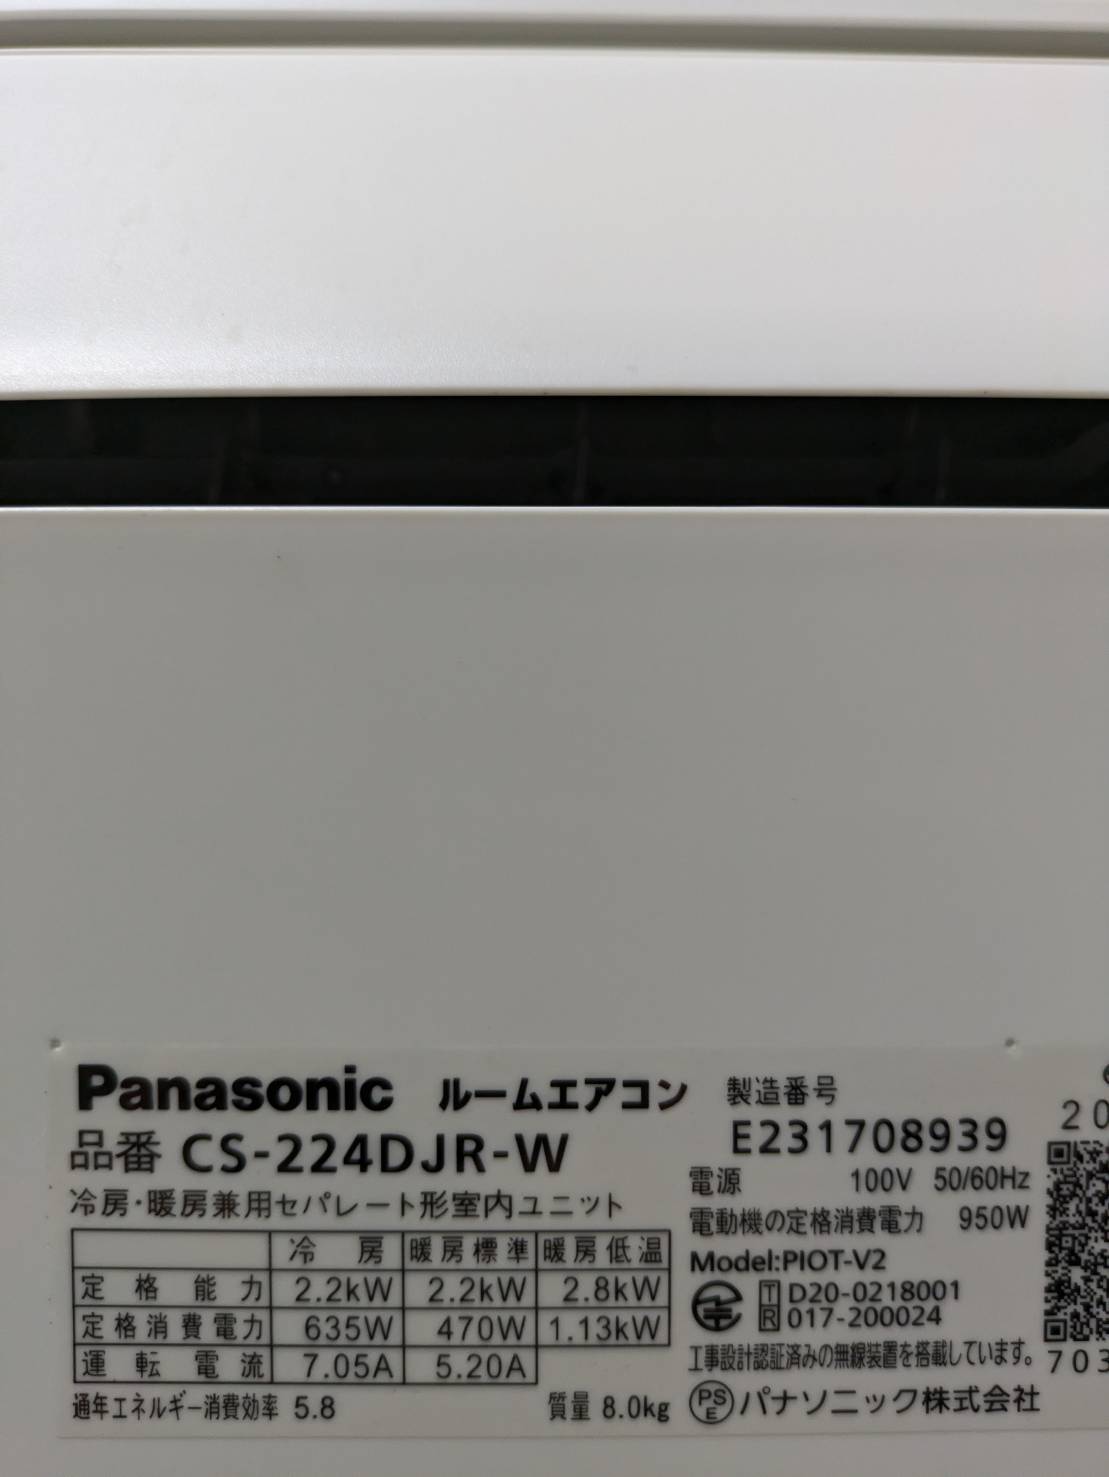 Panasonic ルームエアコン
品番 CS-224DJR-W
冷房・暖房兼用セパレート形室内ユニット
冷房 暖房標準 暖房低温
定格能力 2.2kW 2.2kW 2.8kW
定格消費電力 635W 470W 1.13kW
運転電流 7.05A 5.20A
通年エネルギー消費効率 5.8 質量 8.0kg
製造番号
E231708939
電源 100V 50/60Hz
電動機の定格消費電力 950W
Model:PIOT-V2
T D20-0218001
R 017-200024
工事設計認証済みの無線装置を搭載しています。
PSE パナソニック株式会社
20
703